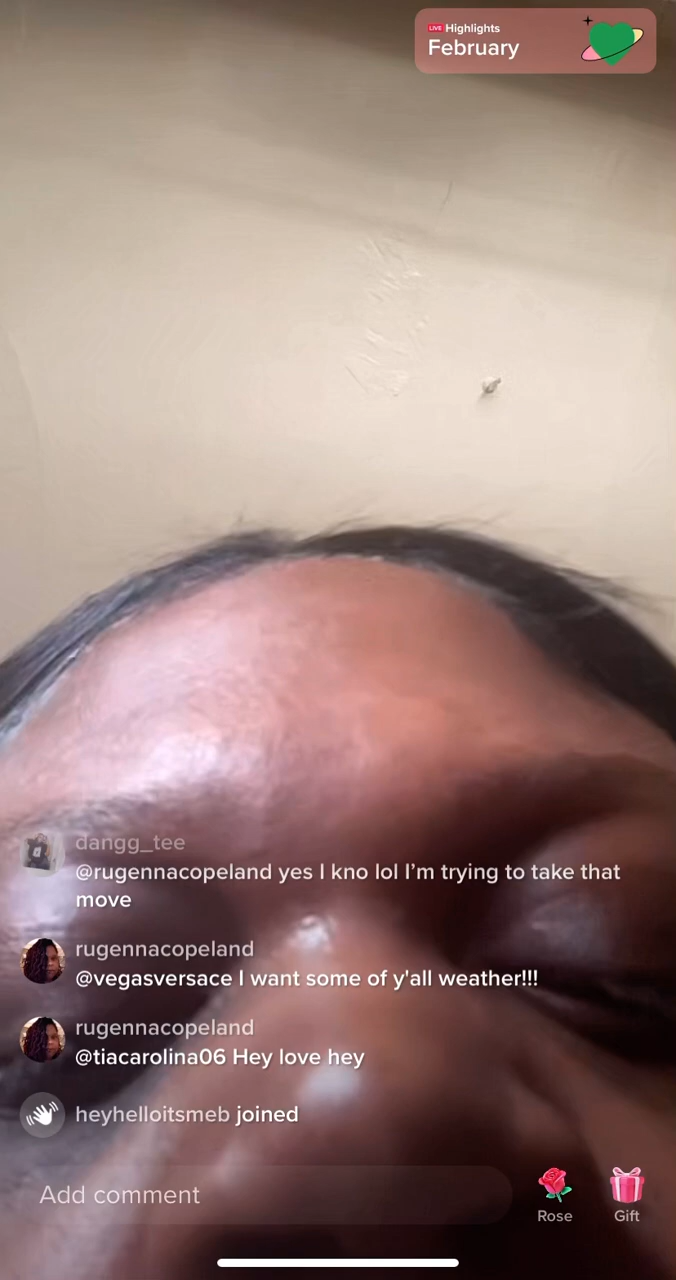 LIVE Highlights
February
dangg_tee
@rugennacopeland yes I kno lol I’m trying to take that
move
rugennacopeland
@vegasversace I want some of y'all weather!!!
rugennacopeland
@tiacarolina06 Hey love hey
heyhelloitsmeb joined
Add comment
Rose
Gift